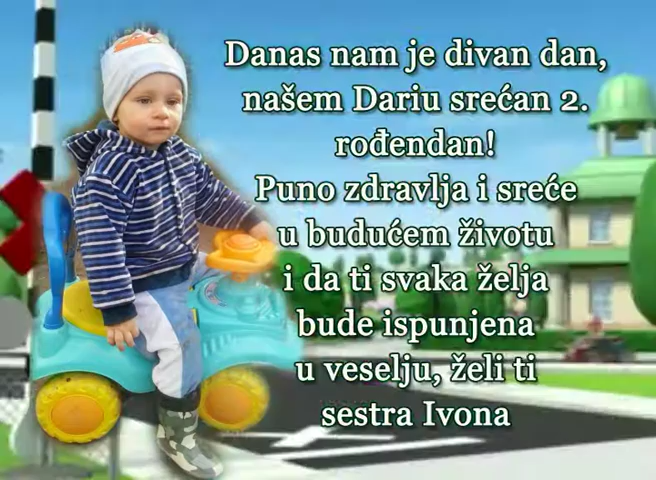 Danas nam je divan dan,
našem Dariu srećan 2.
rođendan!
Puno zdravlja i sreće
u budućem životu
i da ti svaka želja
bude ispunjena
u veselju, želi ti
sestra Ivona